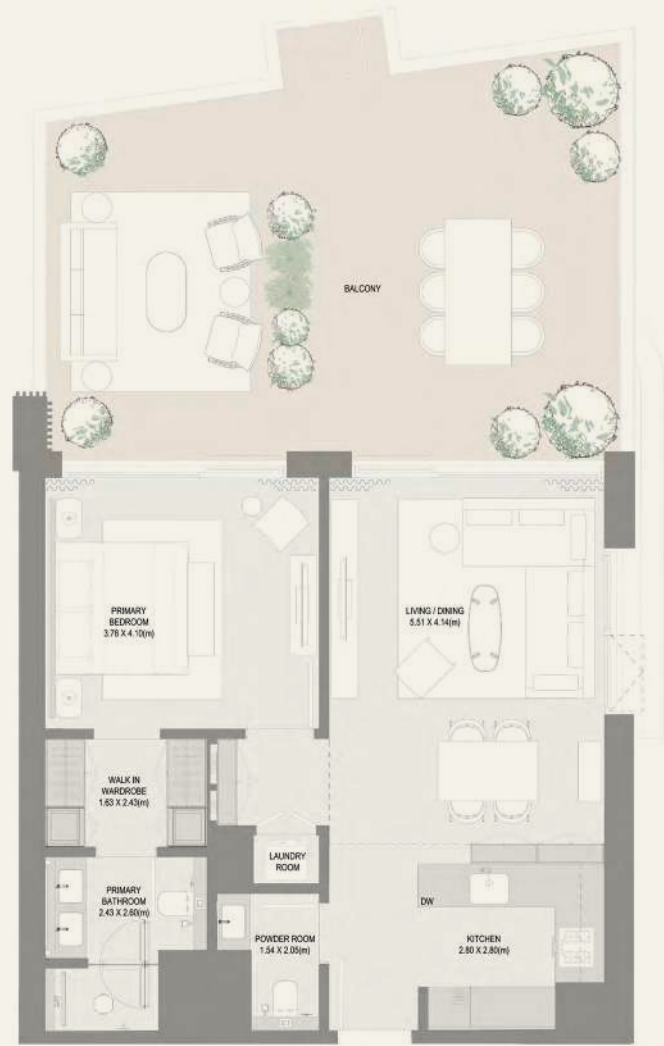 BALCONY
PRIMARY
BEDROOM
3.78 X 4.10(m)
LIVING / DINING
5.51 X 4.14(m)
WALK IN
WARDROBE
1.63 X 2.43(m)
LAUNDRY
ROOM
PRIMARY
BATHROOM
2.43 X 2.60(m)
DW
POWDER ROOM
1.54 X 2.05(m)
KITCHEN
2.80 X 2.80(m)